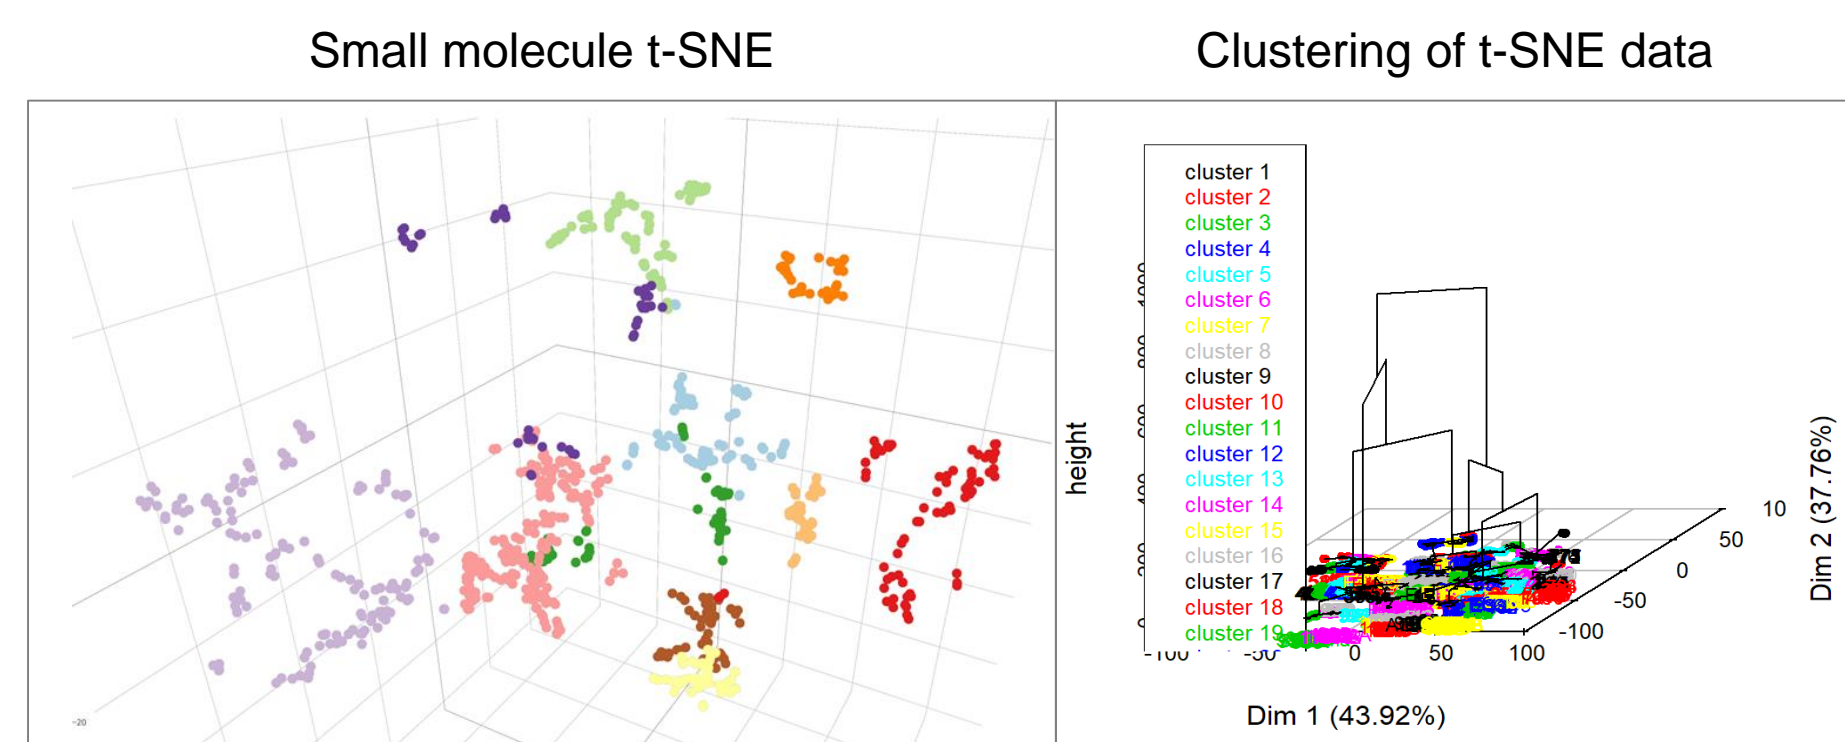 Small molecule t-SNE
Clustering of t-SNE data
-20
cluster 1
cluster 2
cluster 3
cluster 4
cluster 5
cluster 6
cluster 7
cluster 8
cluster 9
cluster 10
cluster 11
cluster 12
cluster 13
cluster 14
cluster 15
cluster 16
cluster 17
cluster 18
cluster 19
height
10
50
0
-50
-100
-100
-50
0
50
100
Dim 1 (43.92%)
Dim 2 (37.76%)